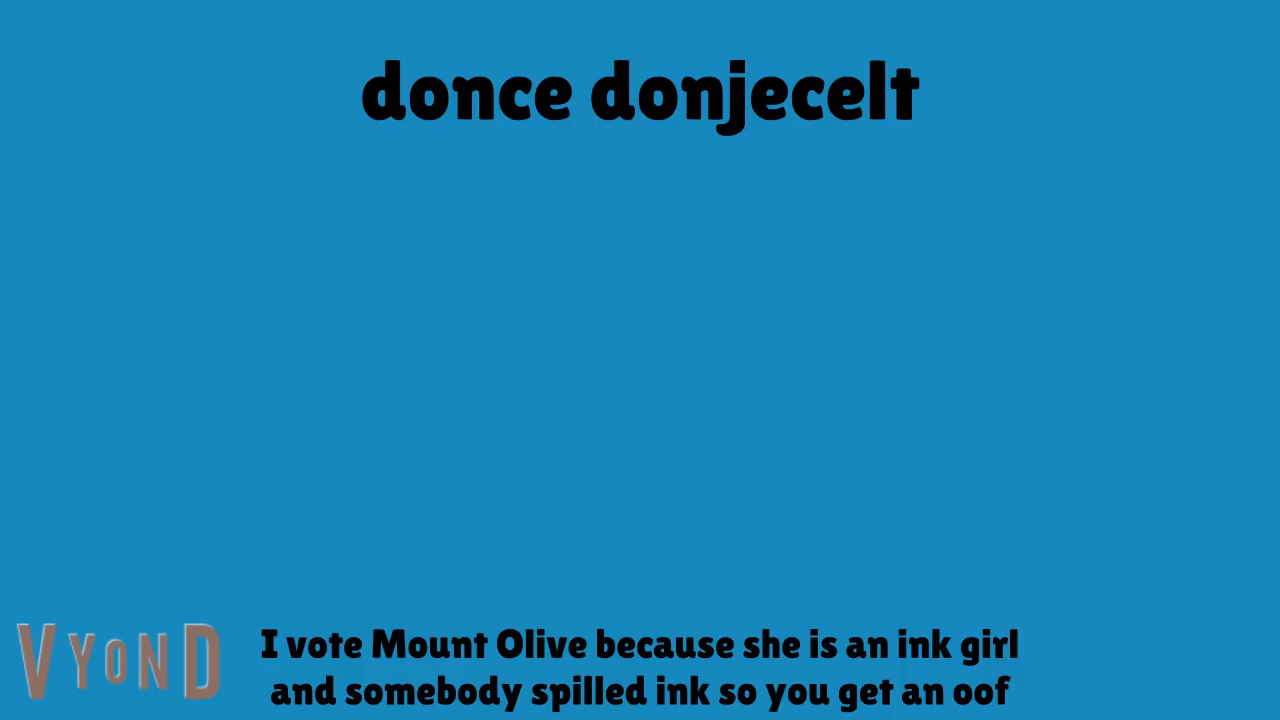 donce donjecelt
I vote Mount Olive because she is an ink girl
and somebody spilled ink so you get an oof
VYOND